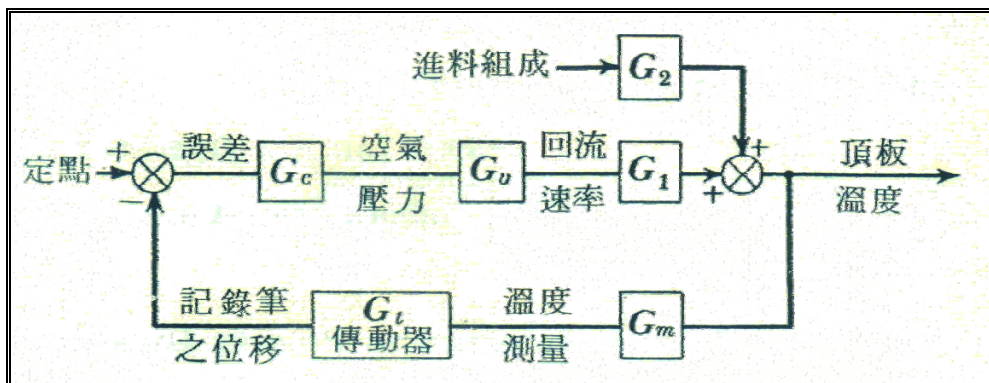 進料組成
G2
定點
+
−
誤差
Gc
空氣
壓力
Gv
回流
速率
G1
+
+
頂板
溫度
記錄筆
之位移
Gt
傳動器
溫度
測量
Gm